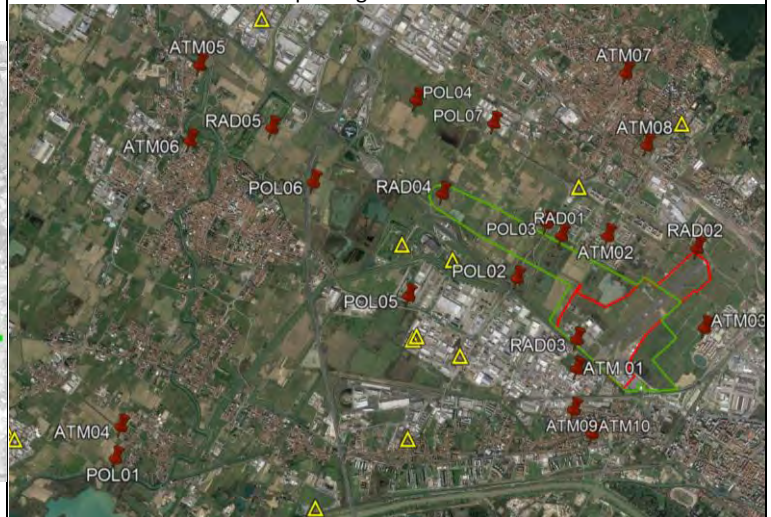 ATM05
ATM07
POL04
RAD05
POL07
ATM08
ATM06
POL06
RAD04
POL03
RAD01
ATM02
RAD02
POL02
POL05
ATM03
RAD03
ATM 01
ATM04
ATM09
ATM10
POL01